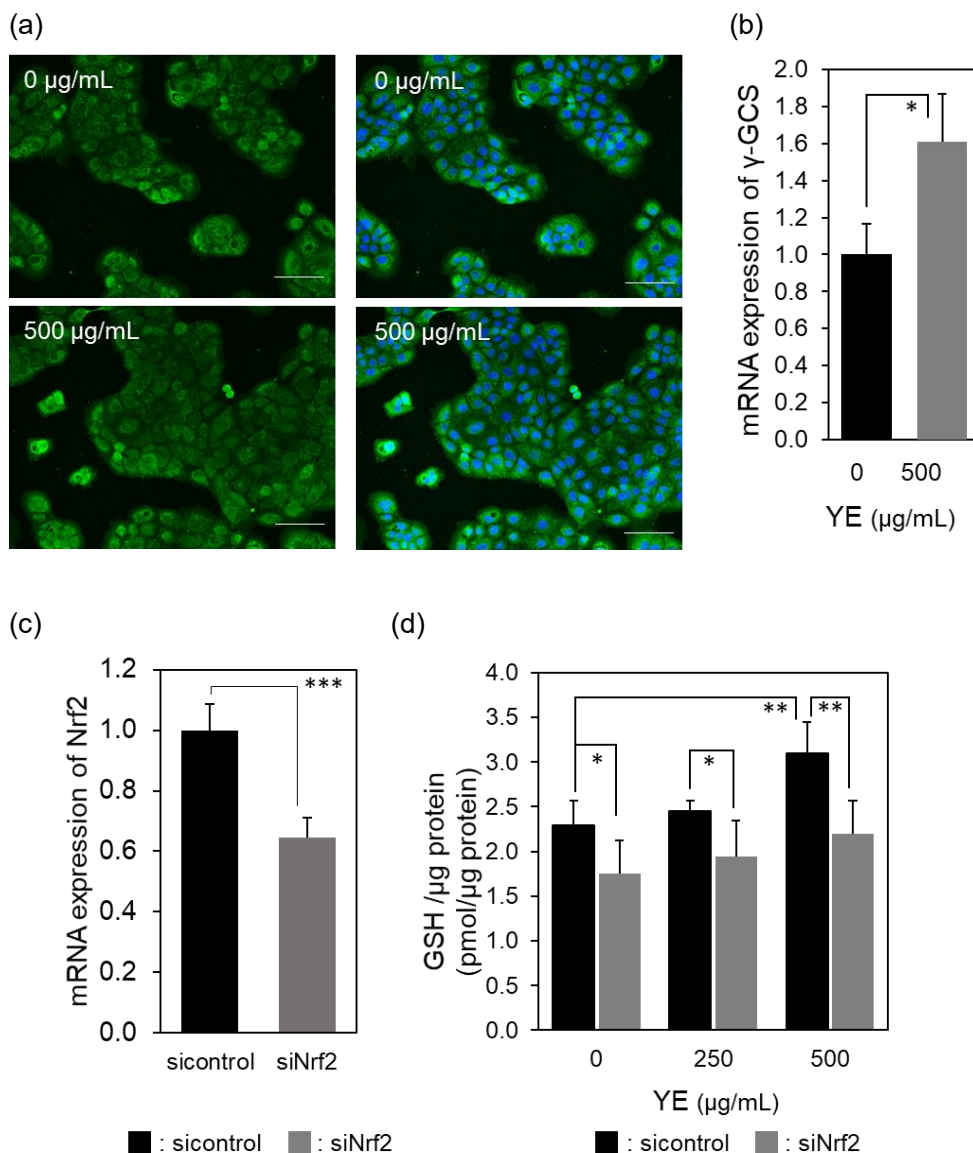 (a)
0 µg/mL
0 µg/mL
500 µg/mL
500 µg/mL
(b)
mRNA expression of γ-GCS
2.0
1.8
1.6
1.4
1.2
1.0
0.8
0.6
0.4
0.2
0.0
*
0
500
YE (µg/mL)
(c)
mRNA expression of Nrf2
1.2
1.0
0.8
0.6
0.4
0.2
0.0
***
sicontrol
siNrf2
: sicontrol
: siNrf2
(d)
GSH /µg protein
(pmol/µg protein)
4.0
3.5
3.0
2.5
2.0
1.5
1.0
0.5
0.0
*
*
**
**
0
250
500
YE (µg/mL)
: sicontrol
: siNrf2